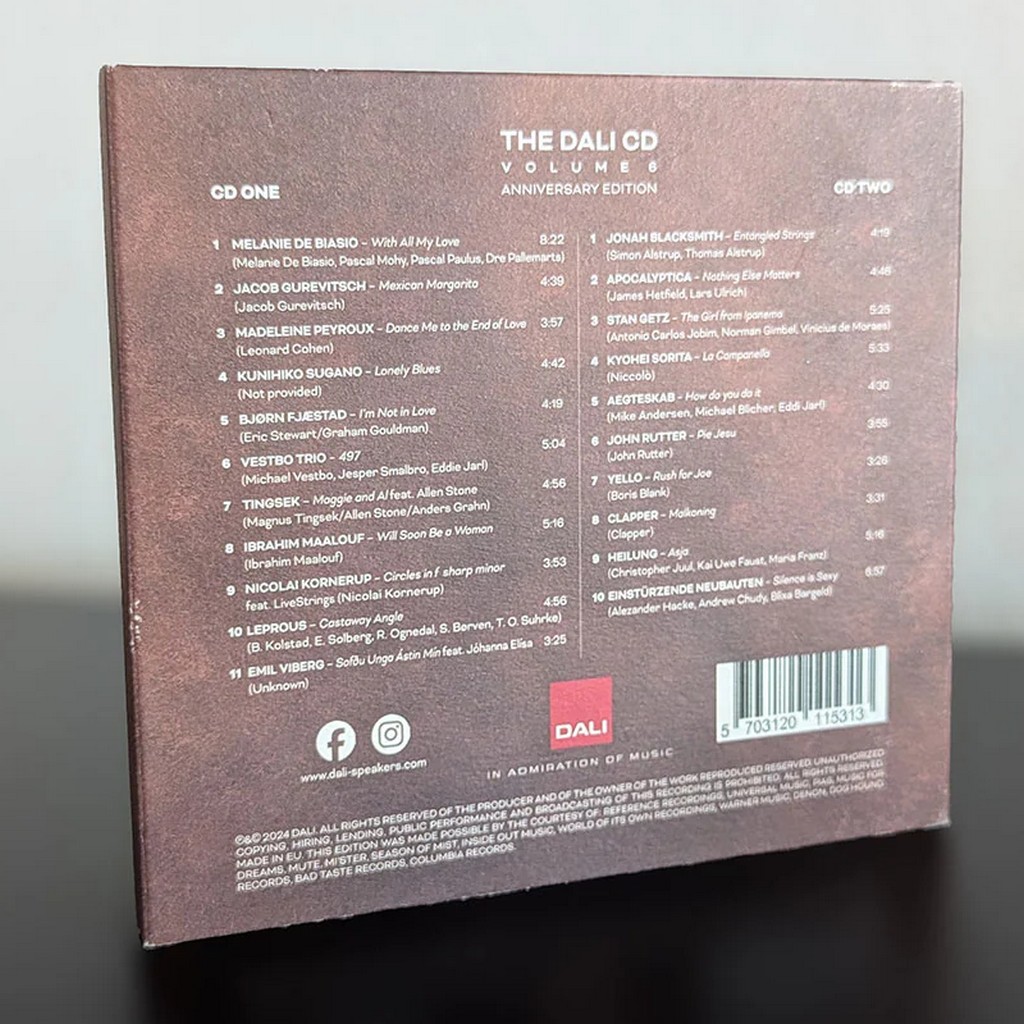 THE DALI CD
VOLUME 6
ANNIVERSARY EDITION
CD ONE
1 MELANIE DE BIASIO – With All My Love 8:22
(Melanie De Biasio, Pascal Mohy, Pascal Paulus, Dre Pallemarts)
2 JACOB GUREVITSCH – Mexican Margarita 4:39
(Jacob Gurevitsch)
3 MADELEINE PEYROUX – Dance Me to the End of Love 3:57
(Leonard Cohen)
4 KUNIHIKO SUGANO – Lonely Blues 4:42
(Not provided)
5 BJØRN FJÆSTAD – I'm Not in Love 4:19
(Eric Stewart/Graham Gouldman)
6 VESTBO TRIO – 497 5:04
(Michael Vestbo, Jesper Smalbro, Eddie Jarl)
7 TINGSEK – Maggie and Al feat. Allen Stone 4:56
(Magnus Tingsek/Allen Stone/Anders Grahn)
8 IBRAHIM MAALOUF – Will Soon Be a Woman 5:16
(Ibrahim Maalouf)
9 NICOLAI KORNERUP – Circles in f sharp minor 3:53
feat. LiveStrings (Nicolai Kornerup)
10 LEPROUS – Castaway Angle 4:56
(B. Kolstad, E. Solberg, R. Ognedal, S. Børven, T. O. Suhrke)
11 EMIL VIBERG – Sofðu Unga Ástin Mín feat. Jóhanna Elísa 3:25
(Unknown)
CD TWO
1 JONAH BLACKSMITH – Entangled Strings 4:19
(Simon Alstrup, Thomas Alstrup)
2 APOCALYPTICA – Nothing Else Matters 4:46
(James Hetfield, Lars Ulrich)
3 STAN GETZ – The Girl from Ipanema 5:25
(Antonio Carlos Jobim, Norman Gimbel, Vinicius de Moraes)
4 KYOHEI SORITA – La Campanella 5:33
(Niccolò)
5 AEGTESKAB – How do you do it 4:30
(Mike Andersen, Michael Blicher, Eddi Jarl)
6 JOHN RUTTER – Pie Jesu 3:55
(John Rutter)
7 YELLO – Rush for Joe 3:26
(Boris Blank)
8 CLAPPER – Malkoning 3:31
(Clapper)
9 HEILUNG – Asja 5:16
(Christopher Juul, Kai Uwe Faust, Maria Franz)
10 EINSTÜRZENDE NEUBAUTEN – Silence is Sexy 6:57
(Alezander Hacke, Andrew Chudy, Blixa Bargeld)
www.dali-speakers.com
DALI
IN ADMIRATION OF MUSIC
5 703120 115313
℗&© 2024 DALI. ALL RIGHTS RESERVED OF THE PRODUCER AND OF THE OWNER OF THE WORK REPRODUCED RESERVED. UNAUTHORIZED
COPYING, HIRING, LENDING, PUBLIC PERFORMANCE AND BROADCASTING OF THIS RECORDING IS PROHIBITED. ALL RIGHTS RESERVED.
MADE IN EU. THIS EDITION WAS MADE POSSIBLE BY THE COURTESY OF: REFERENCE RECORDINGS, UNIVERSAL MUSIC, PIAS, MUSIC FOR
DREAMS, MUTE, MI'STER, SEASON OF MIST, INSIDE OUT MUSIC, WORLD OF ITS OWN RECORDINGS, WARNER MUSIC, DENON, DOG HOUND
RECORDS, BAD TASTE RECORDS, COLUMBIA RECORDS.